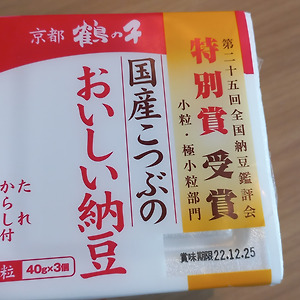 京都 鶴の子
第二十五回全国納豆鑑評会
特別賞 受賞
小粒・極小粒部門
国産こつぶの
おいしい納豆
たれ
からし付
粒
40g×3個
賞味期限22.12.25